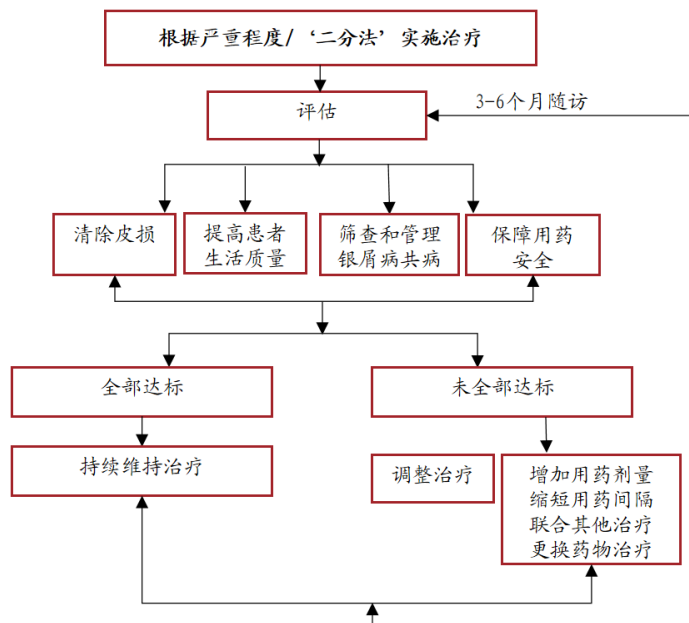 根据严重程度/‘二分法’实施治疗
评估
3-6个月随访
清除皮损
提高患者
生活质量
筛查和管理
银屑病共病
保障用药
安全
全部达标
未全部达标
持续维持治疗
调整治疗
增加用药剂量
缩短用药间隔
联合其他治疗
更换药物治疗